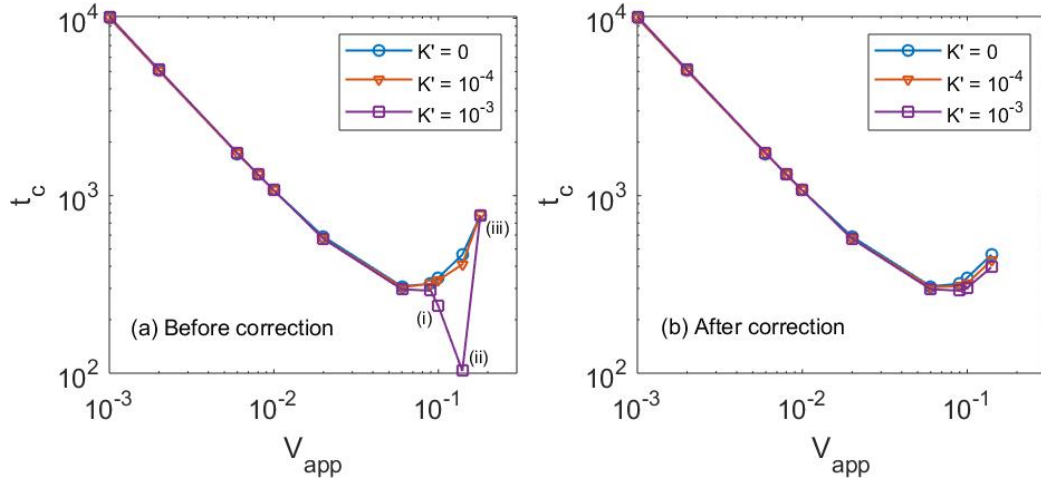 10^4
10^3
10^2
t_c
K' = 0
K' = 10^-4
K' = 10^-3
(i)
(ii)
(iii)
(a) Before correction
10^-3
10^-2
10^-1
V_app
10^4
10^3
10^2
t_c
K' = 0
K' = 10^-4
K' = 10^-3
(b) After correction
10^-3
10^-2
10^-1
V_app